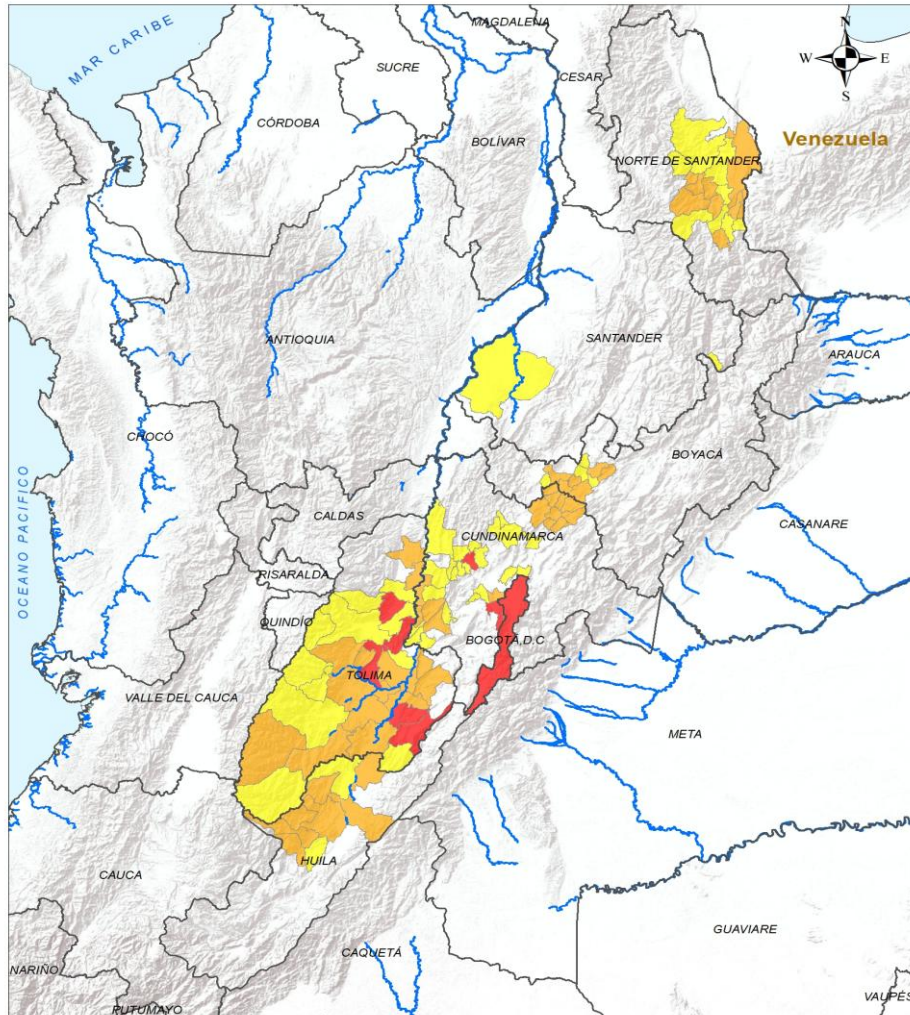 MAGDALENA
MAR CARIBE
N
W
E
S
SUCRE
CESAR
CÓRDOBA
BOLÍVAR
Venezuela
NORTE DE SANTANDER
ANTIOQUIA
SANTANDER
ARAUCA
CHOCÓ
BOYACÁ
OCEANO PACIFICO
CALDAS
CUNDINAMARCA
CASANARE
RISARALDA
QUINDÍO
BOGOTÁ, D.C
TOLIMA
VALLE DEL CAUCA
META
HUILA
CAUCA
GUAVIARE
CAQUETÁ
NARIÑO
VAUPÉS
PUTUMAYO